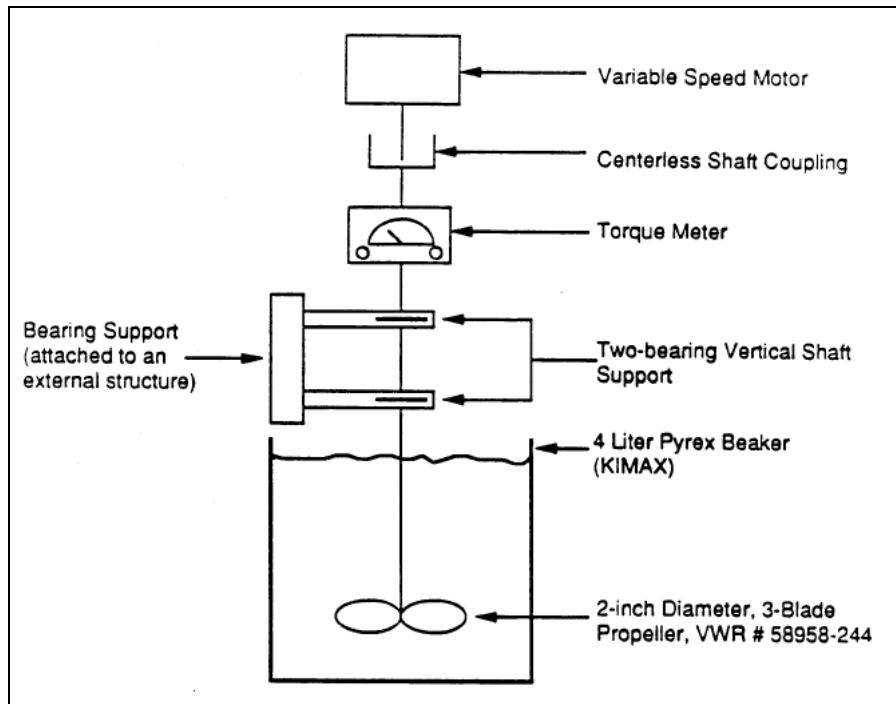 Variable Speed Motor
Centerless Shaft Coupling
Torque Meter
Bearing Support
(attached to an
external structure)
Two-bearing Vertical Shaft
Support
4 Liter Pyrex Beaker
(KIMAX)
2-inch Diameter, 3-Blade
Propeller, VWR # 58958-244